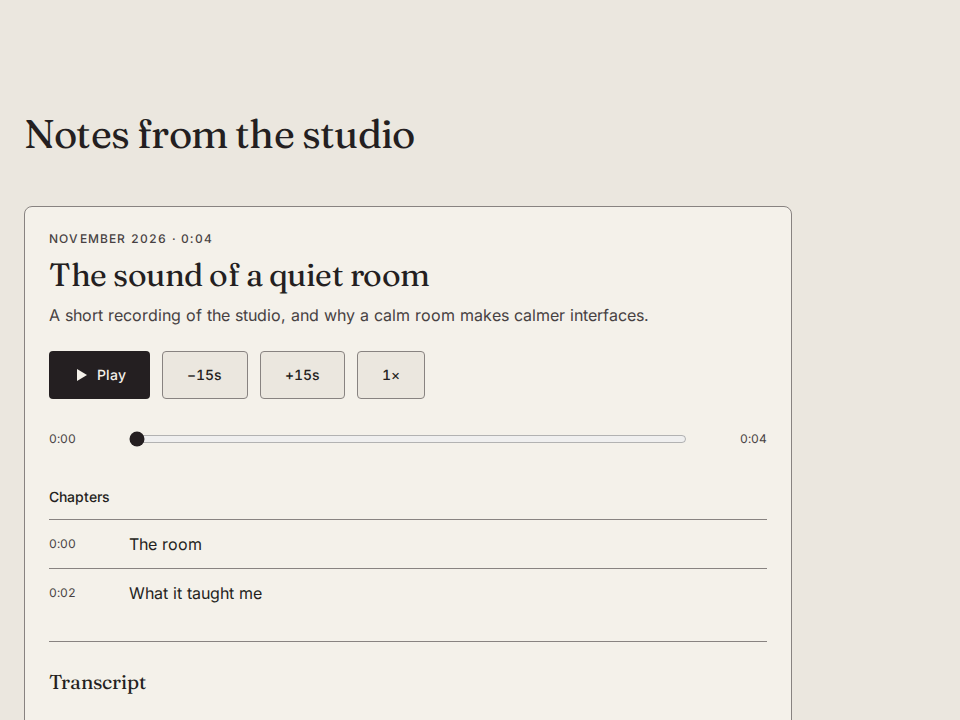 Notes from the studio
NOVEMBER 2026 · 0:04
The sound of a quiet room
A short recording of the studio, and why a calm room makes calmer interfaces.
Play −15s +15s 1×
0:00 0:04
Chapters
0:00 The room
0:02 What it taught me
Transcript